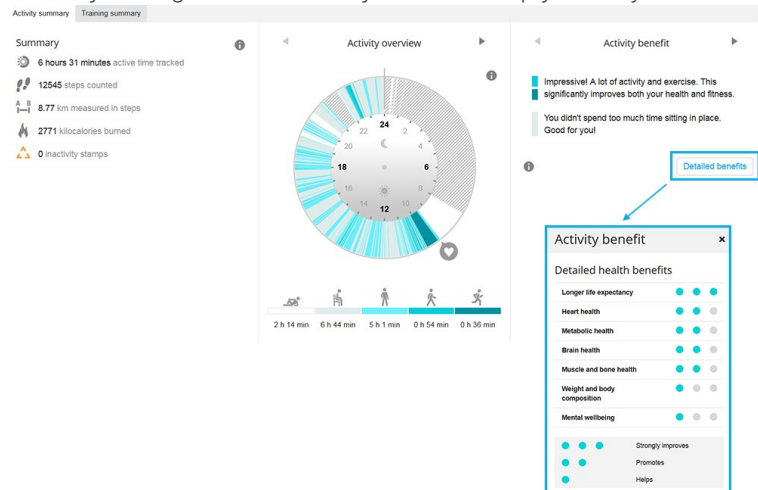 Activity summary Training summary
Summary
6 hours 31 minutes active time tracked
12545 steps counted
A B
8.77 km measured in steps
2771 kilocalories burned
0 inactivity stamps
Activity overview
24
22 2
20 4
18 6
16 8
14 10
12
2 h 14 min 6 h 44 min 5 h 1 min 0 h 54 min 0 h 36 min
Activity benefit
Impressive! A lot of activity and exercise. This
significantly improves both your health and fitness.
You didn't spend too much time sitting in place.
Good for you!
Detailed benefits
Activity benefit ×
Detailed health benefits
Longer life expectancy
Heart health
Metabolic health
Brain health
Muscle and bone health
Weight and body
composition
Mental wellbeing
Strongly improves
Promotes
Helps